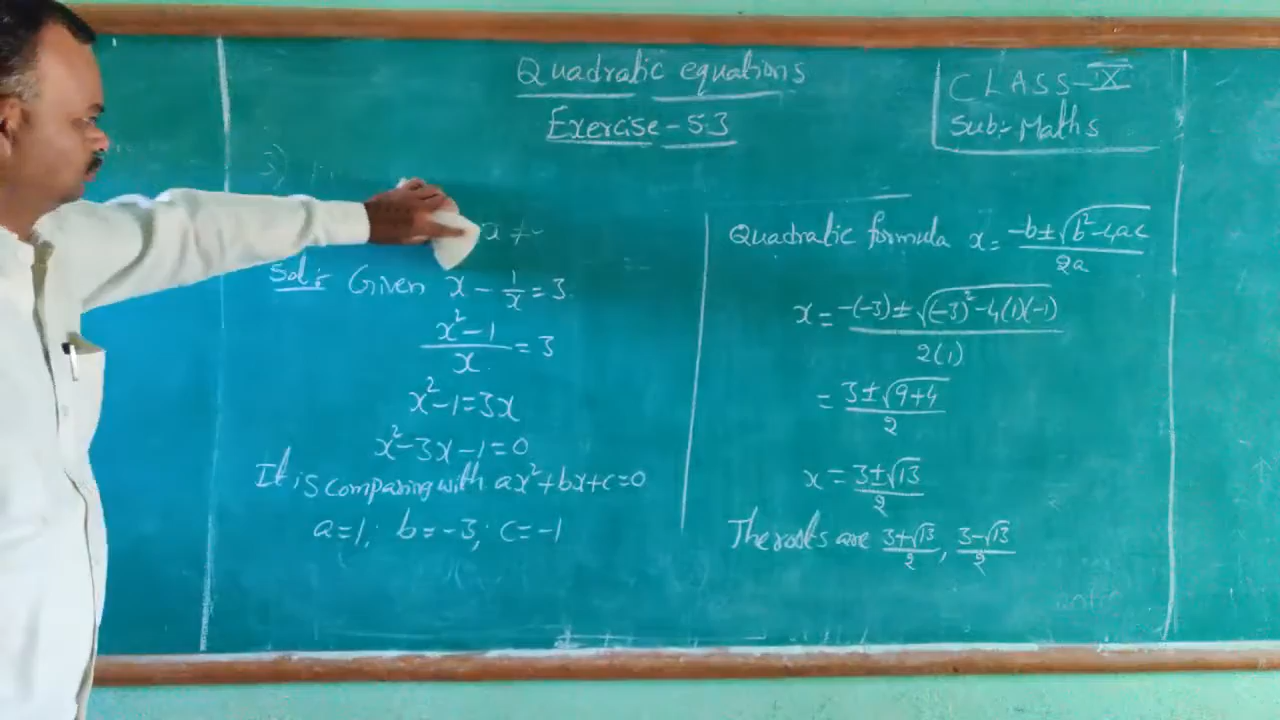 Quadratic equations
Exercise-5.3
CLASS-X
Sub:- Maths
3)
x ≠
Sol:- Given x - 1/x = 3
(x² - 1)/x = 3
x² - 1 = 3x
x² - 3x - 1 = 0
It is comparing with ax² + bx + c = 0
a = 1; b = -3; c = -1
Quadratic formula x = (-b ± √(b² - 4ac))/2a
x = (-(-3) ± √((-3)² - 4(1)(-1)))/2(1)
= (3 ± √(9+4))/2
x = (3 ± √13)/2
The roots are (3+√13)/2, (3-√13)/2